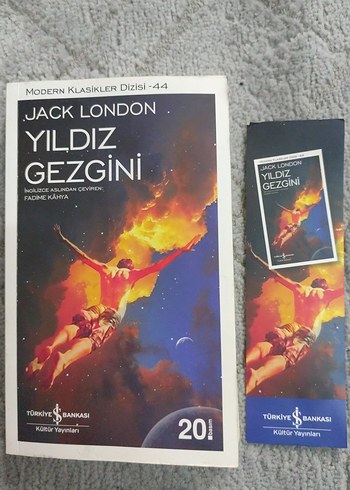 MODERN KLASİKLER DİZİSİ -44
JACK LONDON
YILDIZ
GEZGİNİ
İNGİLİZCE ASLINDAN ÇEVİREN:
FADİME KÂHYA
TÜRKİYE İŞ BANKASI
Kültür Yayınları
20.
Basım
JACK LONDON
YILDIZ
GEZGİNİ
TÜRKİYE İŞ BANKASI
Kültür Yayınları